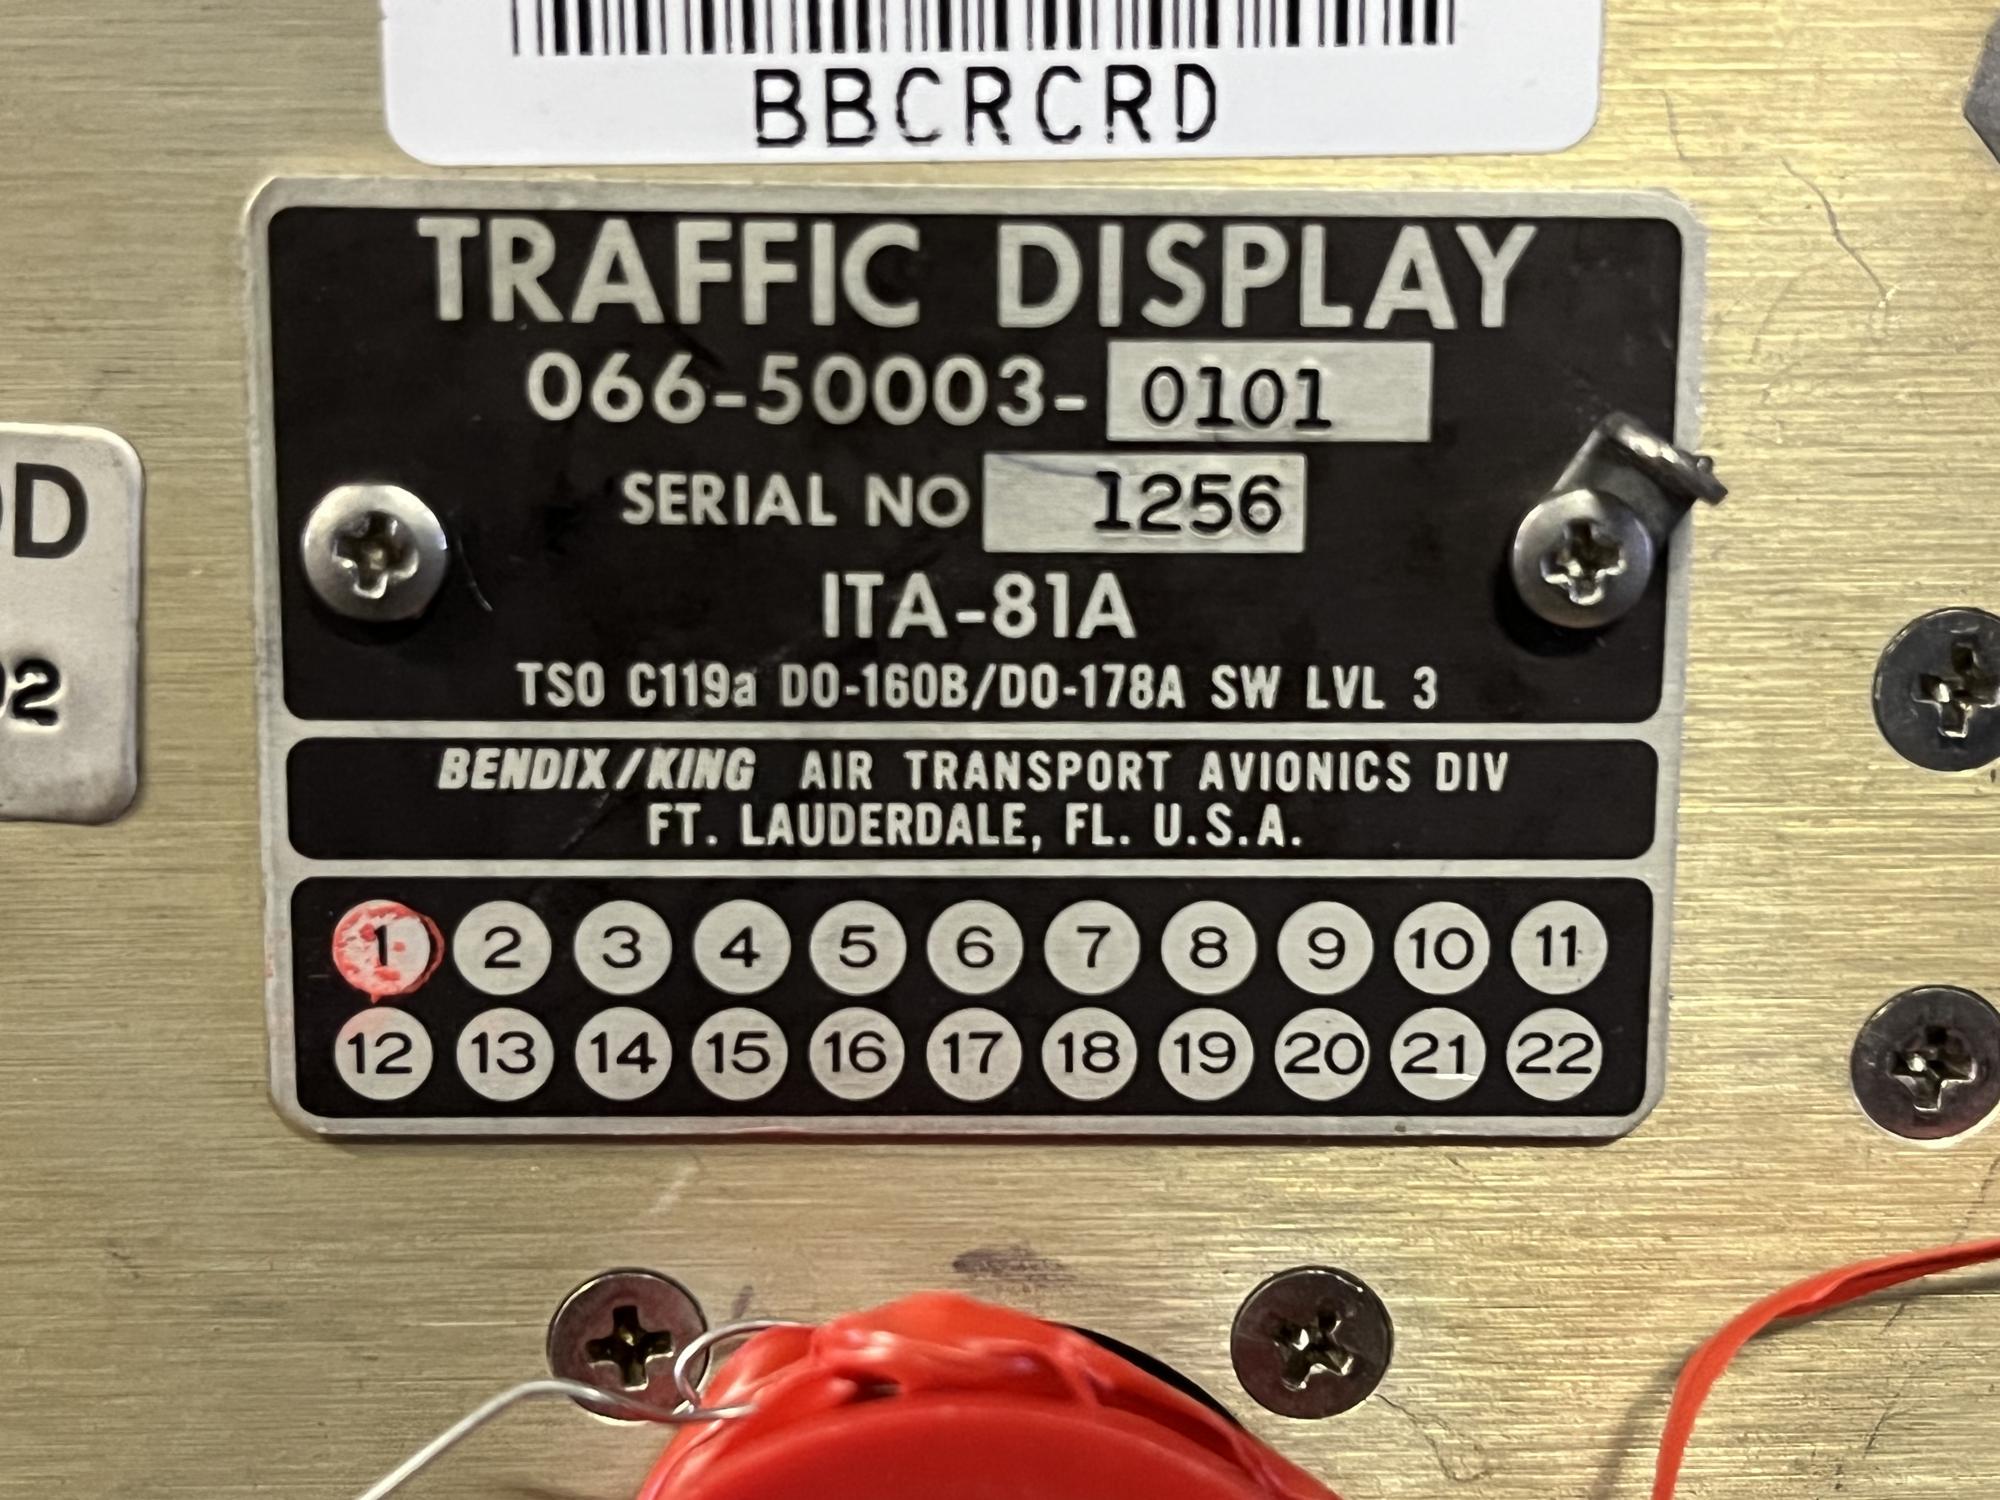 BBCRCRD
TRAFFIC DISPLAY
066-50003- 0101
SERIAL NO 1256
ITA-81A
TSO C119a DO-160B/DO-178A SW LVL 3
BENDIX/KING AIR TRANSPORT AVIONICS DIV
FT. LAUDERDALE, FL. U.S.A.
1 2 3 4 5 6 7 8 9 10 11
12 13 14 15 16 17 18 19 20 21 22